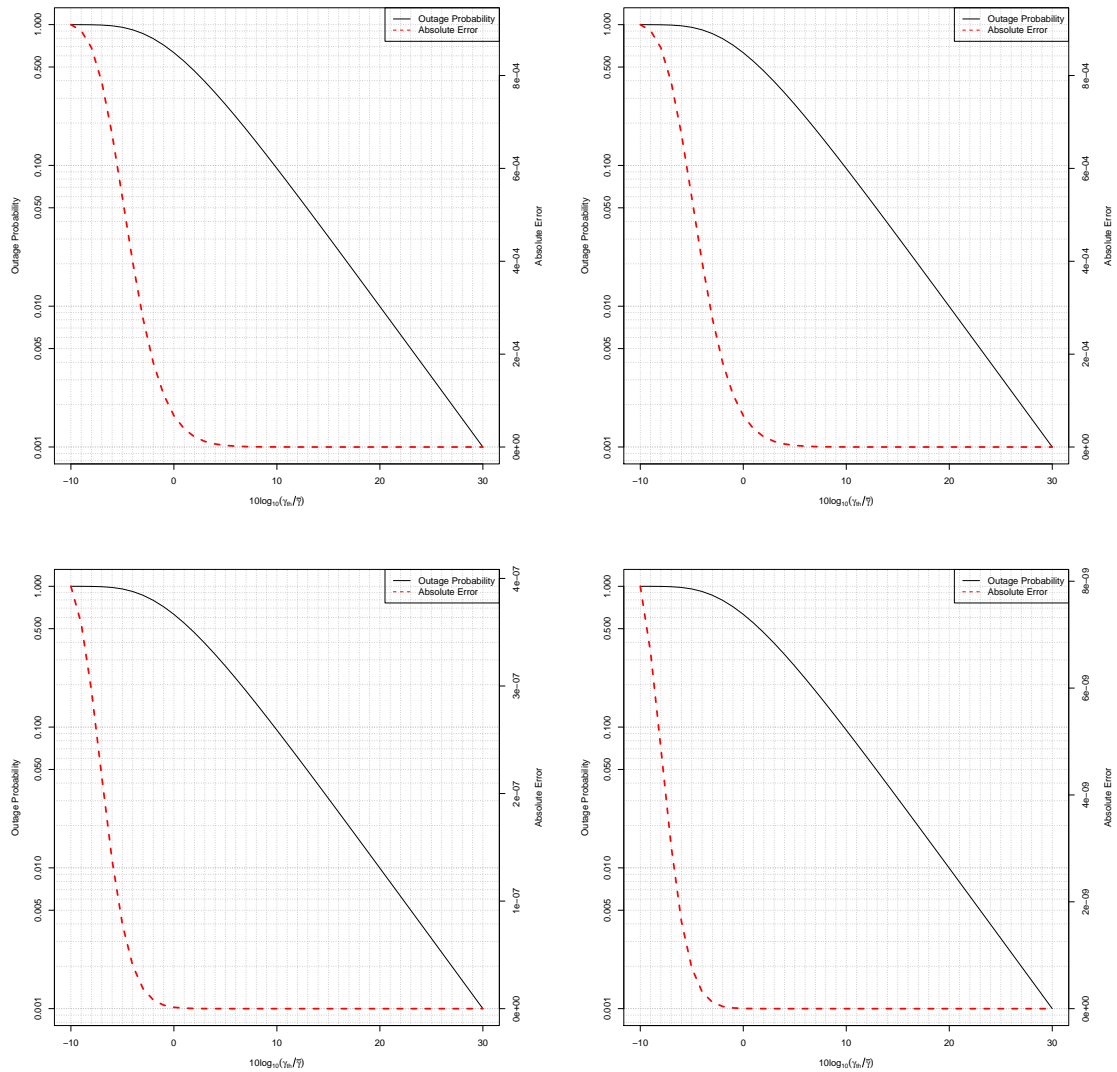 Outage Probability
Absolute Error
1.000
0.500
0.100
0.050
0.010
0.005
0.001
Outage Probability
8e−04
6e−04
4e−04
2e−04
0e+00
Absolute Error
−10 0 10 20 30
10log₁₀(γₜₕ/γ̅)
Outage Probability
Absolute Error
1.000
0.500
0.100
0.050
0.010
0.005
0.001
Outage Probability
8e−04
6e−04
4e−04
2e−04
0e+00
Absolute Error
−10 0 10 20 30
10log₁₀(γₜₕ/γ̅)
Outage Probability
Absolute Error
1.000
0.500
0.100
0.050
0.010
0.005
0.001
Outage Probability
4e−07
3e−07
2e−07
1e−07
0e+00
Absolute Error
−10 0 10 20 30
10log₁₀(γₜₕ/γ̅)
Outage Probability
Absolute Error
1.000
0.500
0.100
0.050
0.010
0.005
0.001
Outage Probability
8e−09
6e−09
4e−09
2e−09
0e+00
Absolute Error
−10 0 10 20 30
10log₁₀(γₜₕ/γ̅)